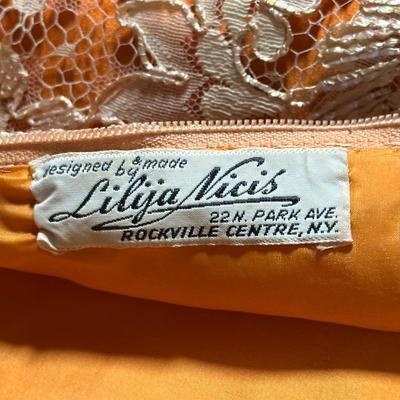 designed & made
by
Lilija Nicis
22 N. PARK AVE.
ROCKVILLE CENTRE, N.Y.